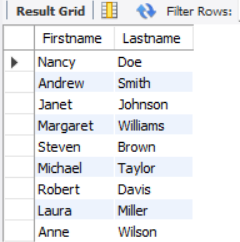 Result Grid Filter Rows:
Firstname Lastname
Nancy Doe
Andrew Smith
Janet Johnson
Margaret Williams
Steven Brown
Michael Taylor
Robert Davis
Laura Miller
Anne Wilson